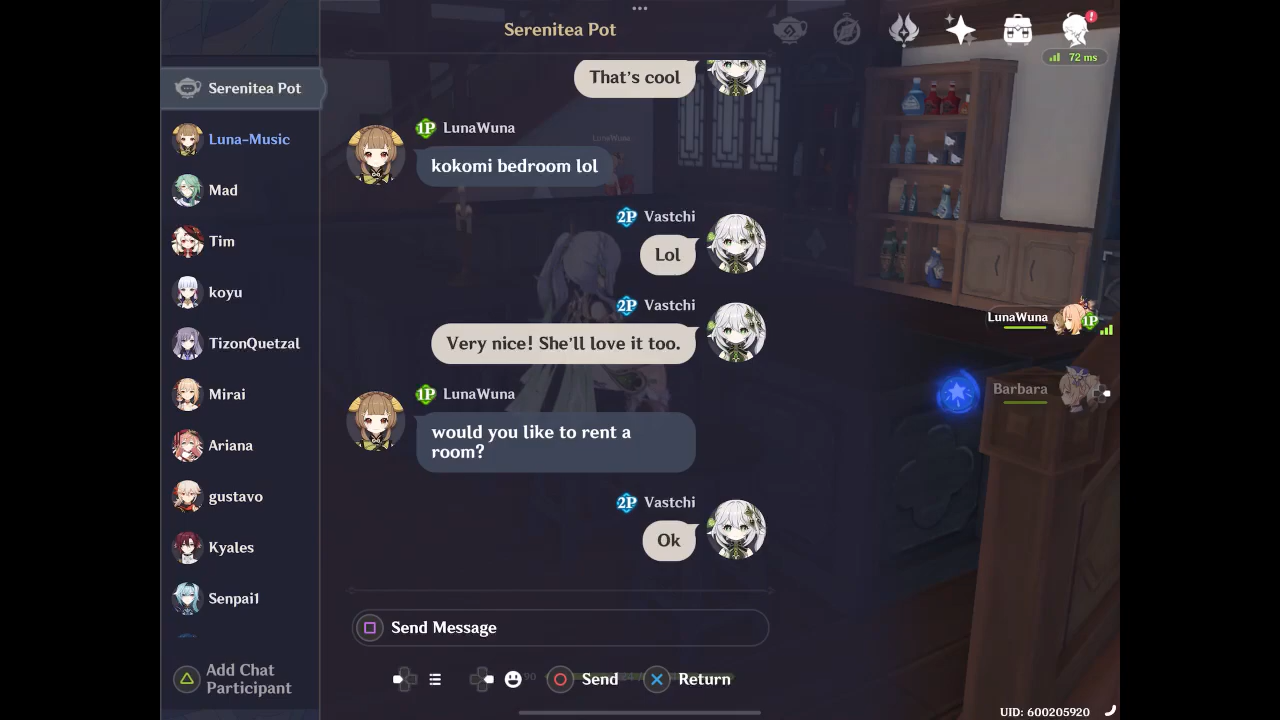 Serenitea Pot
72 ms
Serenitea Pot
Luna-Music
Mad
Tim
koyu
TizonQuetzal
Mirai
Ariana
gustavo
Kyales
Senpai1
Add Chat
Participant
That's cool
1P LunaWuna
kokomi bedroom lol
2P Vastchi
Lol
2P Vastchi
Very nice! She'll love it too.
1P LunaWuna
would you like to rent a
room?
2P Vastchi
Ok
Send Message
Send
Return
LunaWuna
LunaWuna
1P
Barbara
UID: 600205920